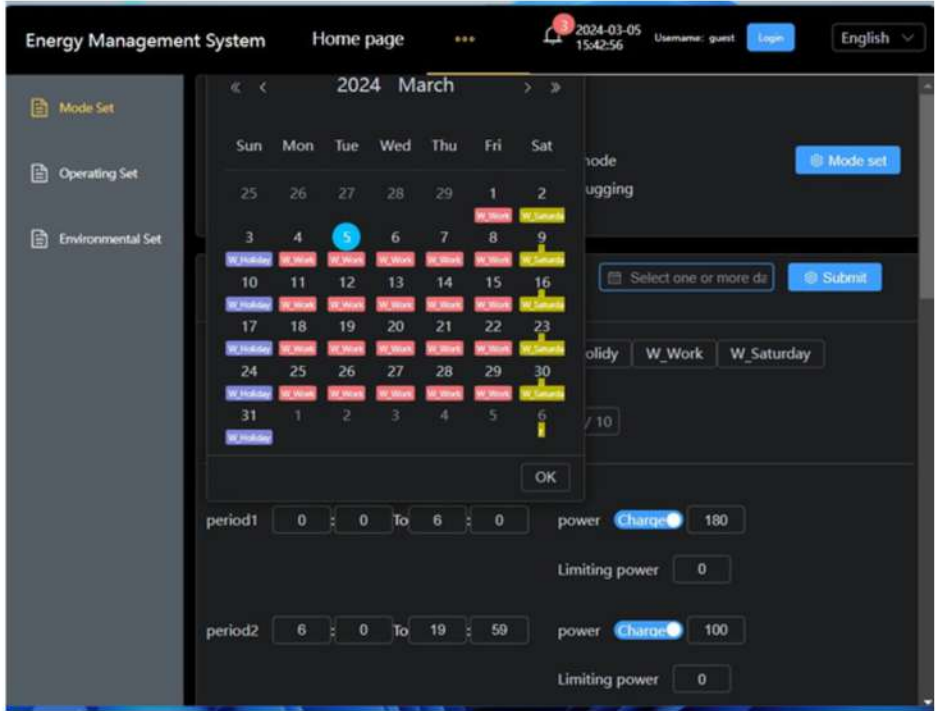 Energy Management System Home page ••• 3 2024-03-05 15:42:56 Username: guest Login English
Mode Set
Operating Set
Environmental Set
« < 2024 March > »
Sun Mon Tue Wed Thu Fri Sat
25 26 27 28 29 1 2
W_Work W_Saturda
3 4 5 6 7 8 9
W_Holiday W_Work W_Work W_Work W_Work W_Work W_Saturda
10 11 12 13 14 15 16
W_Holiday W_Work W_Work W_Work W_Work W_Work W_Saturda
17 18 19 20 21 22 23
W_Holiday W_Work W_Work W_Work W_Work W_Work W_Saturda
24 25 26 27 28 29 30
W_Holiday W_Work W_Work W_Work W_Work W_Work W_Saturda
31 1 2 3 4 5 6
W_Holiday
OK
node Mode set
ugging
Select one or more da Submit
olidy W_Work W_Saturday
/ 10
period1 0 : 0 To 6 : 0 power Charge 180
Limiting power 0
period2 6 : 0 To 19 : 59 power Charge 100
Limiting power 0